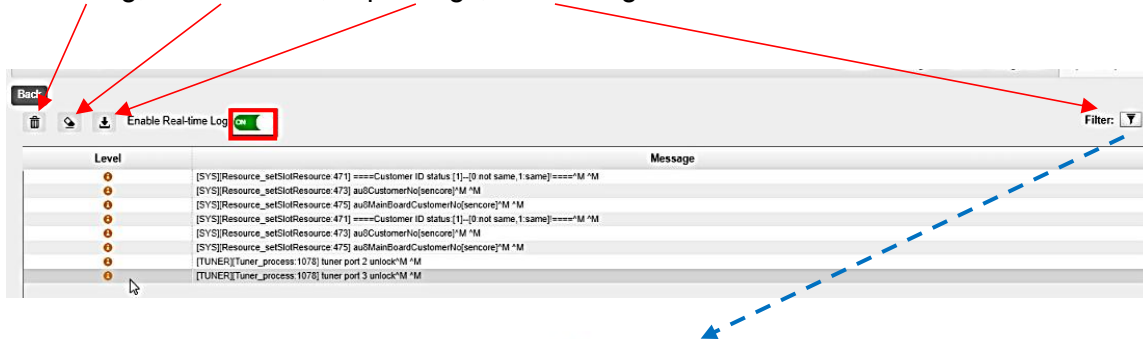 Back
Enable Real-time Log ON
Filter:
Level Message
[SYS][Resource_setSlotResource:471] ====Customer ID status:[1]--[0:not same,1:same]!====^M ^M
[SYS][Resource_setSlotResource:473] au8CustomerNo[sencore]^M ^M
[SYS][Resource_setSlotResource:475] au8MainBoardCustomerNo[sencore]^M ^M
[SYS][Resource_setSlotResource:471] ====Customer ID status:[1]--[0:not same,1:same]!====^M ^M
[SYS][Resource_setSlotResource:473] au8CustomerNo[sencore]^M ^M
[SYS][Resource_setSlotResource:475] au8MainBoardCustomerNo[sencore]^M ^M
[TUNER][Tuner_process:1078] tuner port 2 unlock^M ^M
[TUNER][Tuner_process:1078] tuner port 3 unlock^M ^M